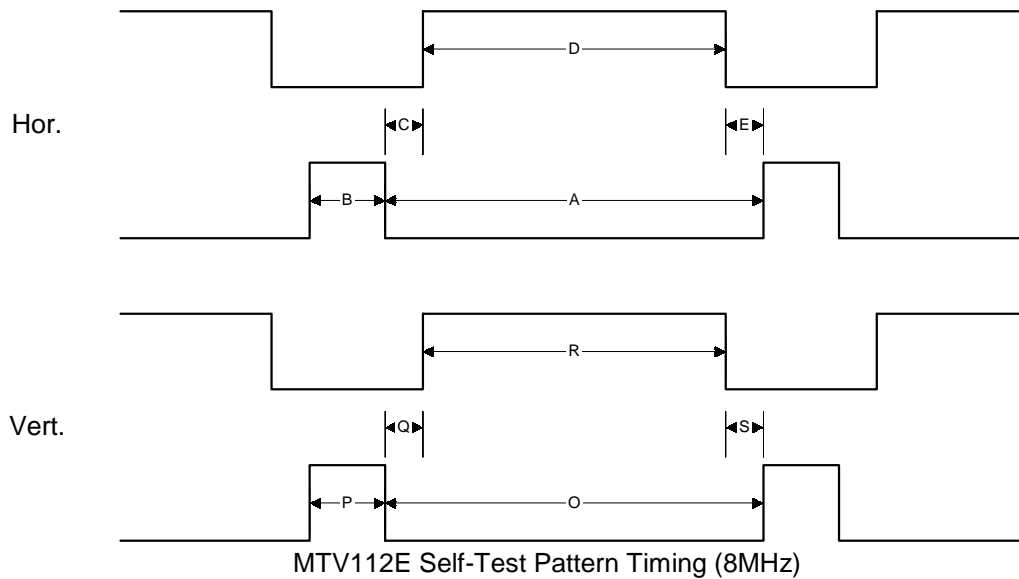 D
Hor.
C
E
B
A
R
Vert.
Q
S
P
O
MTV112E Self-Test Pattern Timing (8MHz)